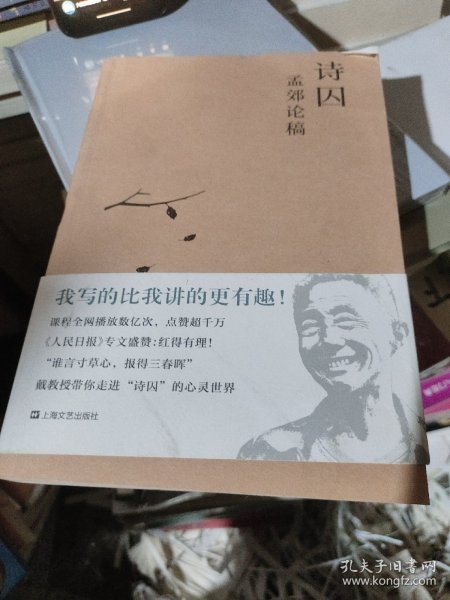 诗囚
孟郊论稿
我写的比我讲的更有趣！
课程全网播放数亿次，点赞超千万
《人民日报》专文盛赞：红得有理！
“谁言寸草心，报得三春晖”
戴教授带你走进“诗囚”的心灵世界
上海文艺出版社
孔夫子旧书网
www.kongfz.com